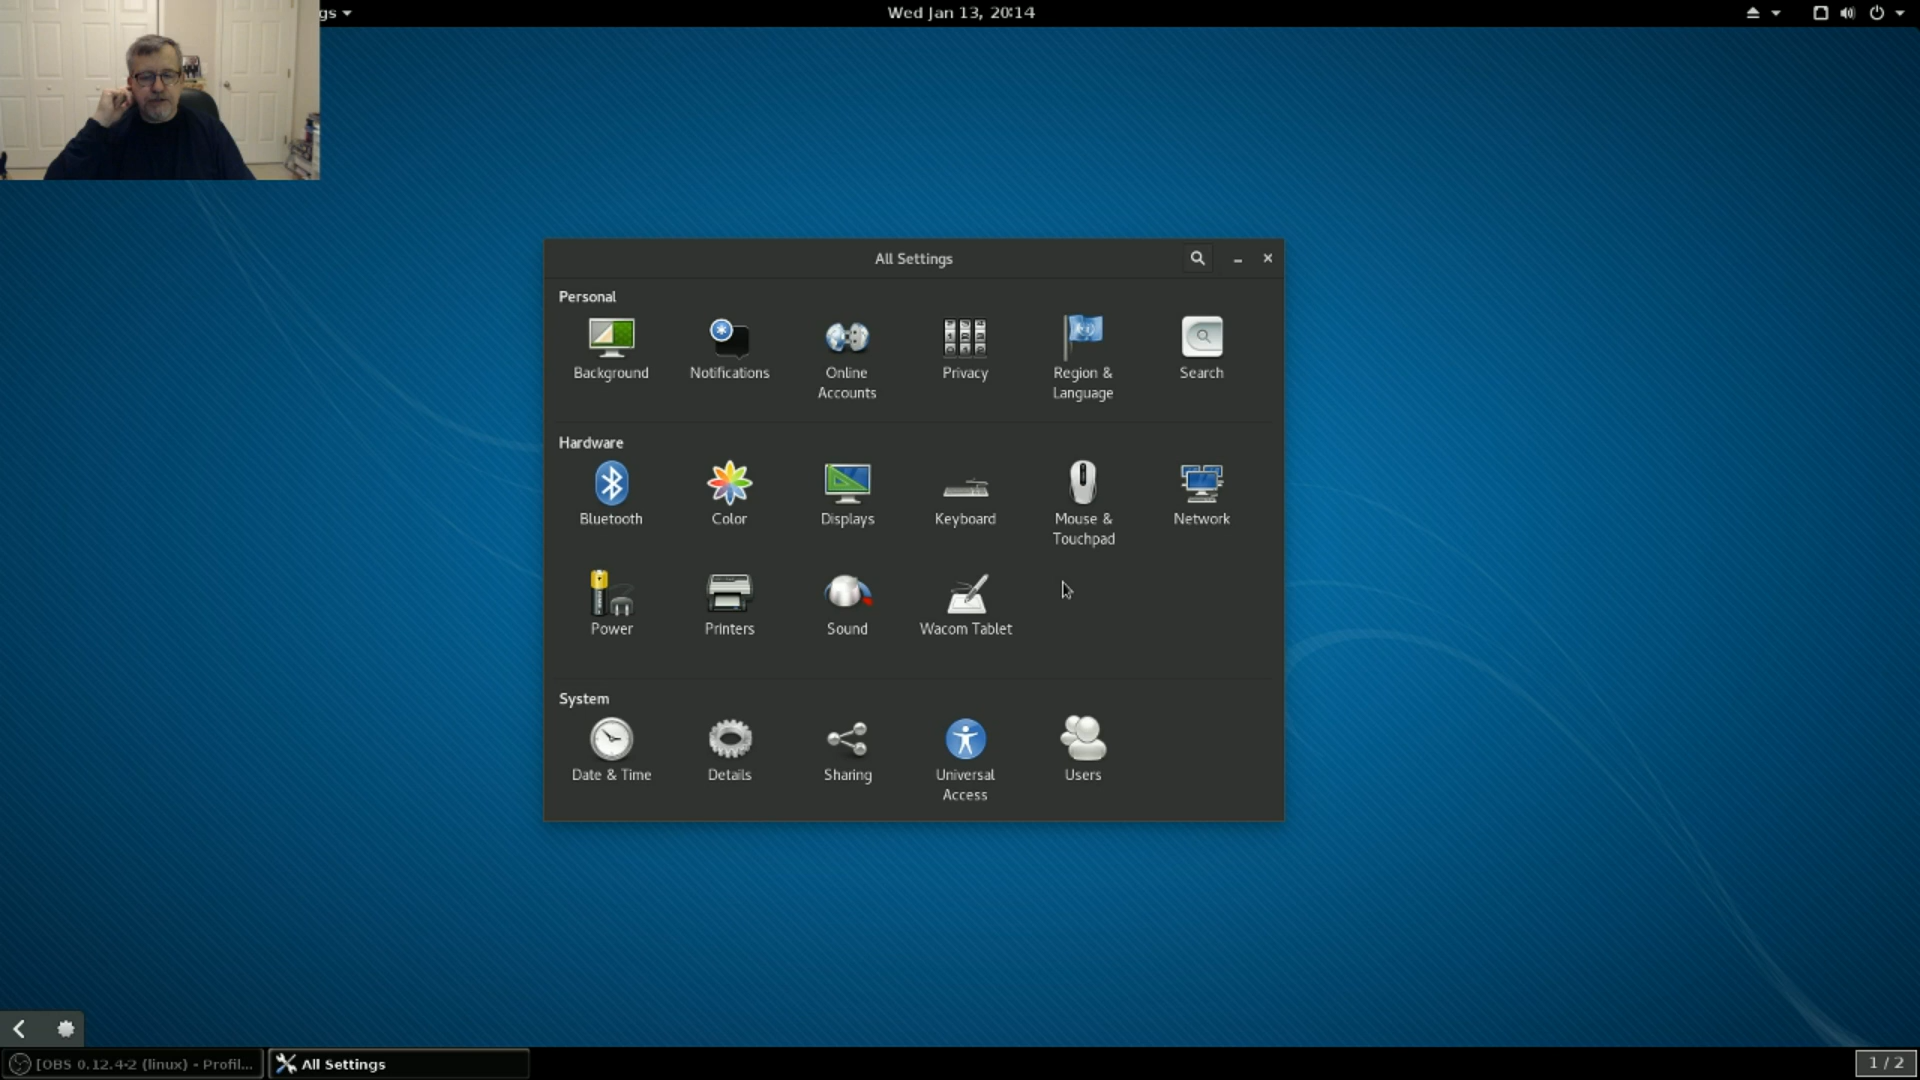 gs
Wed Jan 13, 20:14
All Settings
Personal
Background
Notifications
Online
Accounts
Privacy
Region &
Language
Search
Hardware
Bluetooth
Color
Displays
Keyboard
Mouse &
Touchpad
Network
Power
Printers
Sound
Wacom Tablet
System
Date & Time
Details
Sharing
Universal
Access
Users
[OBS 0.12.4-2 (linux) - Profil...
All Settings
1 / 2